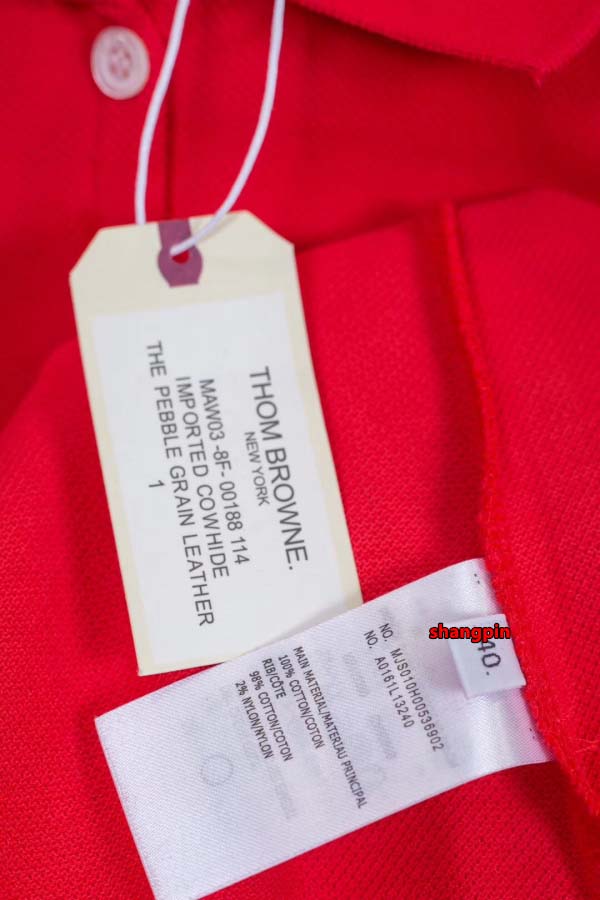 THOM BROWNE.
NEW YORK
MAW03 -8F- 00188 114
IMPORTED COWHIDE
THE PEBBLE GRAIN LEATHER
1
shangpin
40.
NO. MJS010H00536902
NO. A0161L13240
MAIN MATERIAL/MATERIAU PRINCIPAL
100% COTTON/COTON
RIB/CÔTE
98% COTTON/COTON
2% NYLON/NYLON